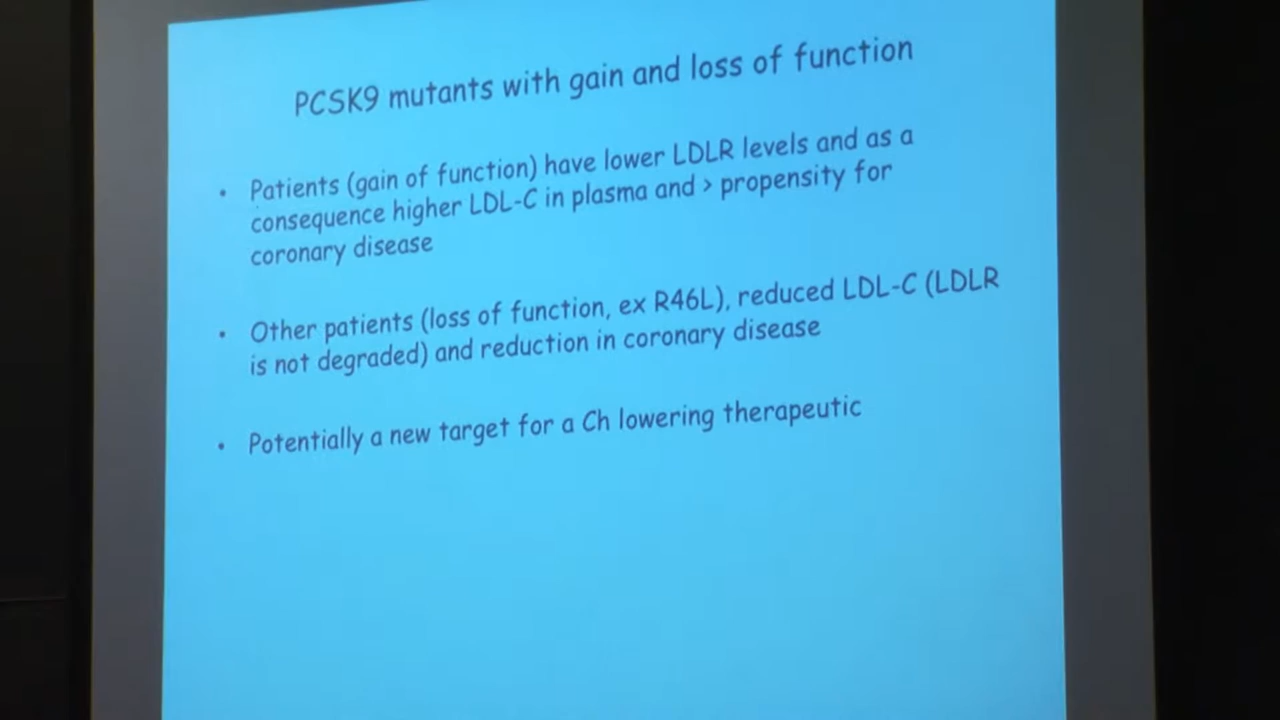 PCSK9 mutants with gain and loss of function
• Patients (gain of function) have lower LDLR levels and as a
consequence higher LDL-C in plasma and > propensity for
coronary disease
• Other patients (loss of function, ex R46L), reduced LDL-C (LDLR
is not degraded) and reduction in coronary disease
• Potentially a new target for a Ch lowering therapeutic